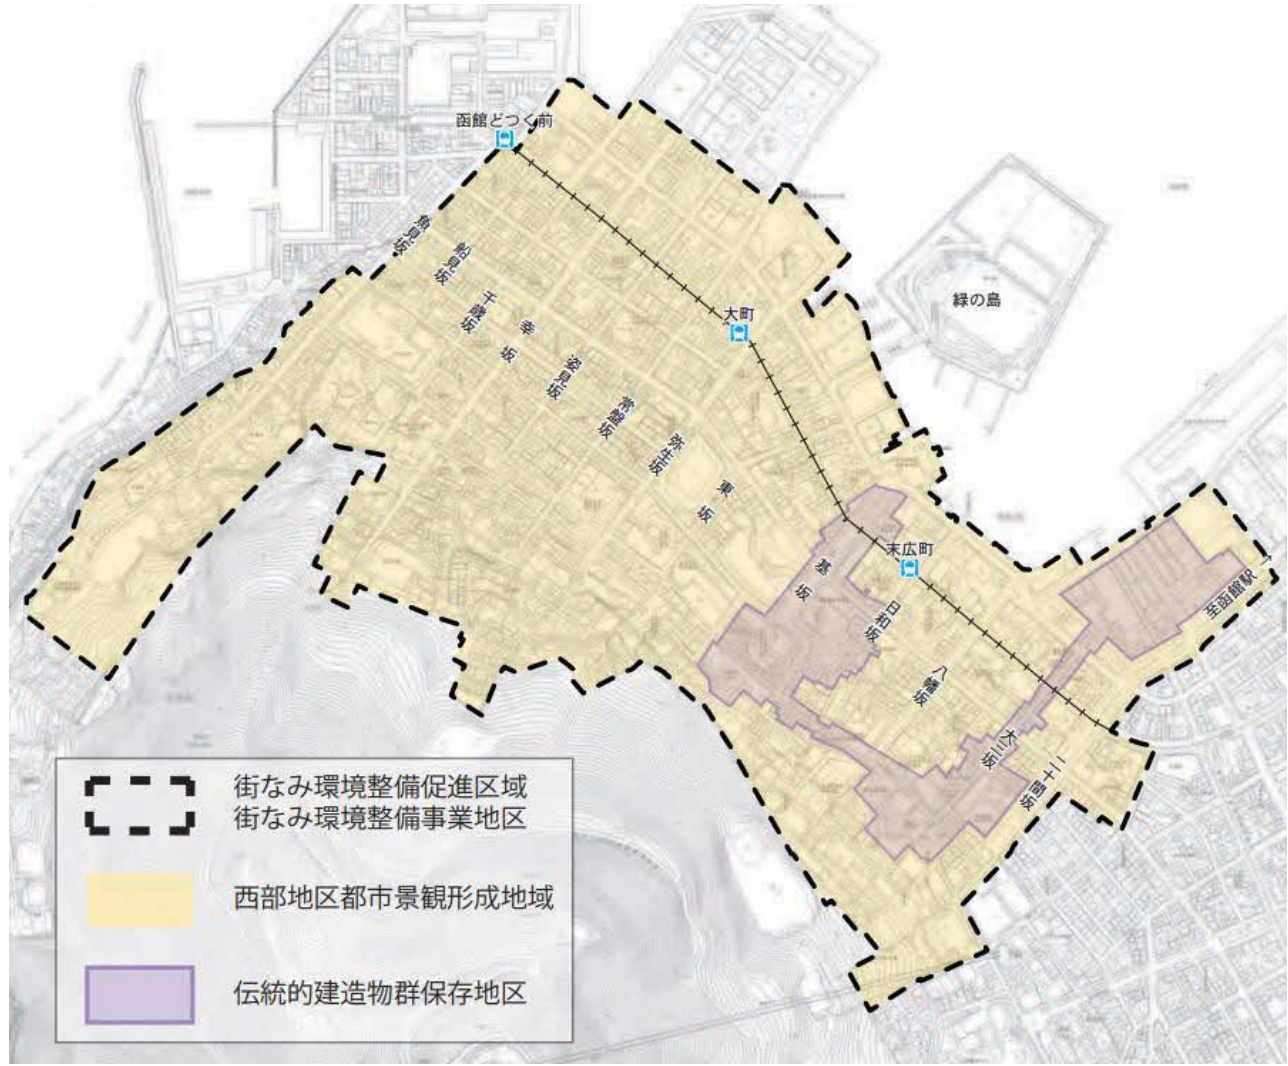 函館どつく前
魚見坂
船見坂
千歳坂
幸坂
姿見坂
常盤坂
弥生坂
東坂
大町
緑の島
末広町
基坂
日和坂
八幡坂
大三坂
二十間坂
至函館駅→
街なみ環境整備促進区域
街なみ環境整備事業地区
西部地区都市景観形成地域
伝統的建造物群保存地区